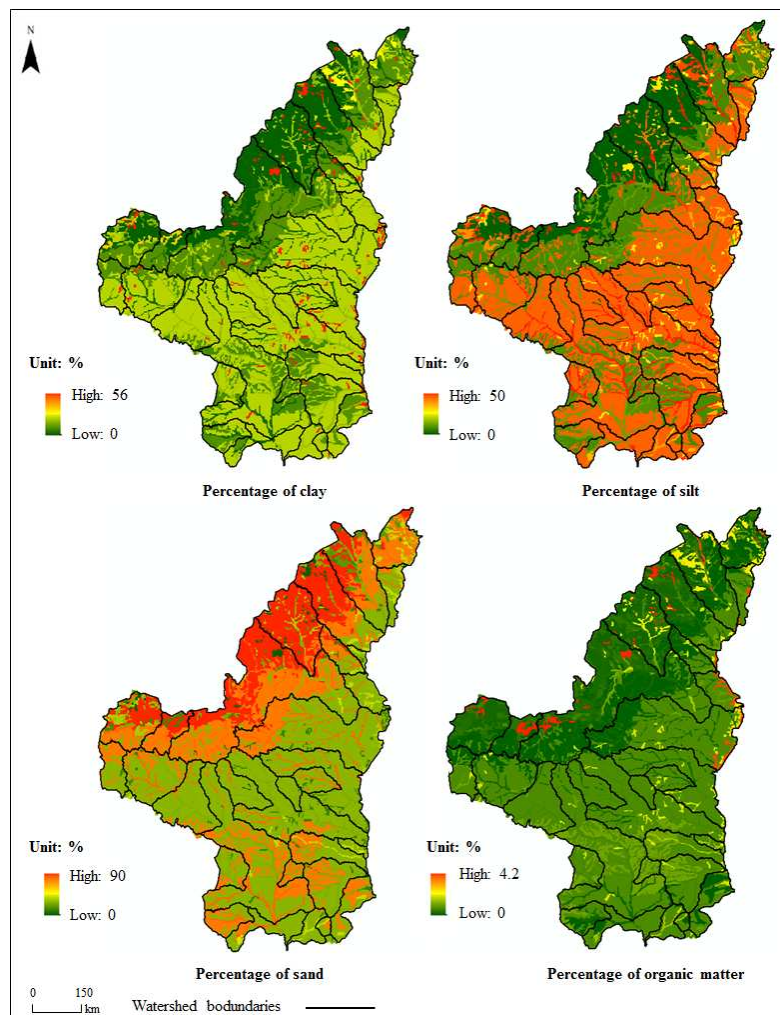 N
Unit: %
High: 56
Low: 0
Percentage of clay
Unit: %
High: 50
Low: 0
Percentage of silt
Unit: %
High: 90
Low: 0
Percentage of sand
Unit: %
High: 4.2
Low: 0
Percentage of organic matter
0 150
km
Watershed bodundaries